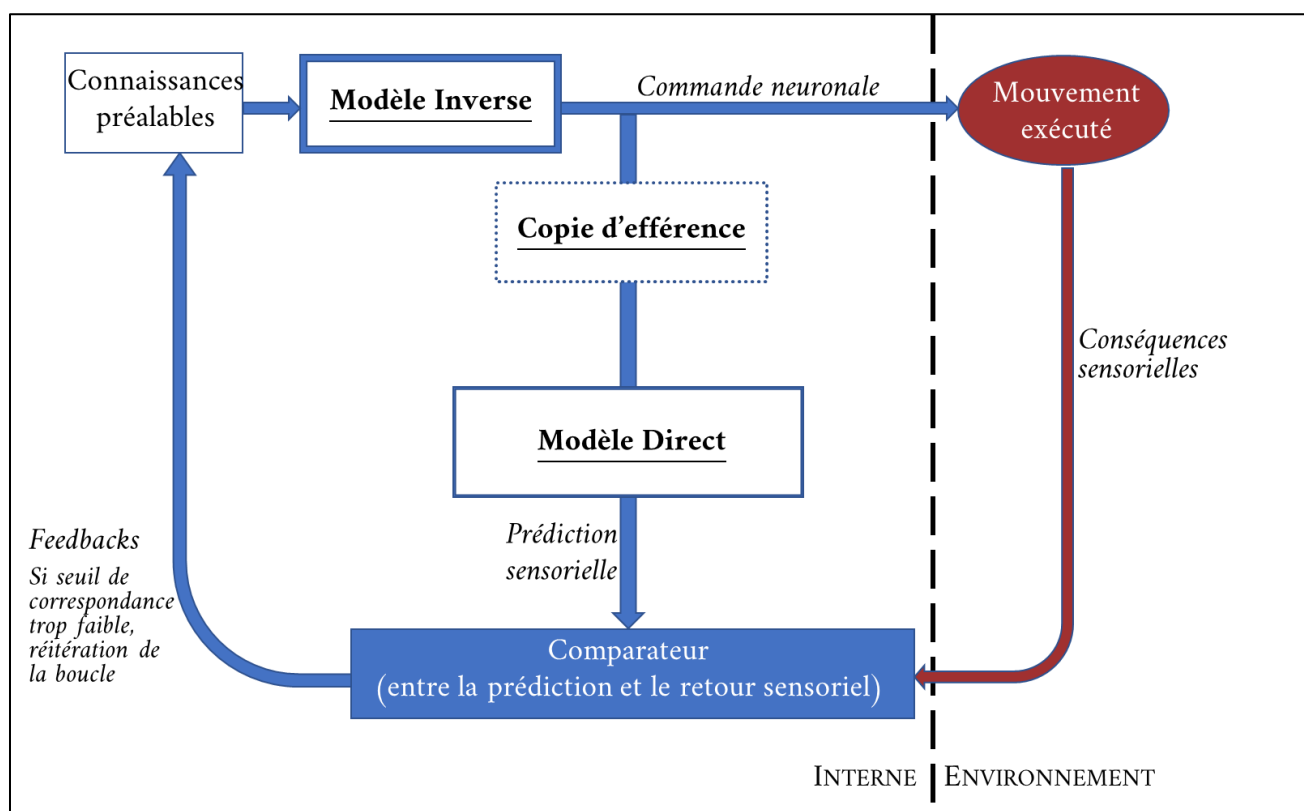 Connaissances
préalables
Modèle Inverse
Commande neuronale
Mouvement
exécuté
Copie d'efférence
Conséquences
sensorielles
Modèle Direct
Prédiction
sensorielle
Feedbacks
Si seuil de
correspondance
trop faible,
réitération de
la boucle
Comparateur
(entre la prédiction et le retour sensoriel)
INTERNE
ENVIRONNEMENT